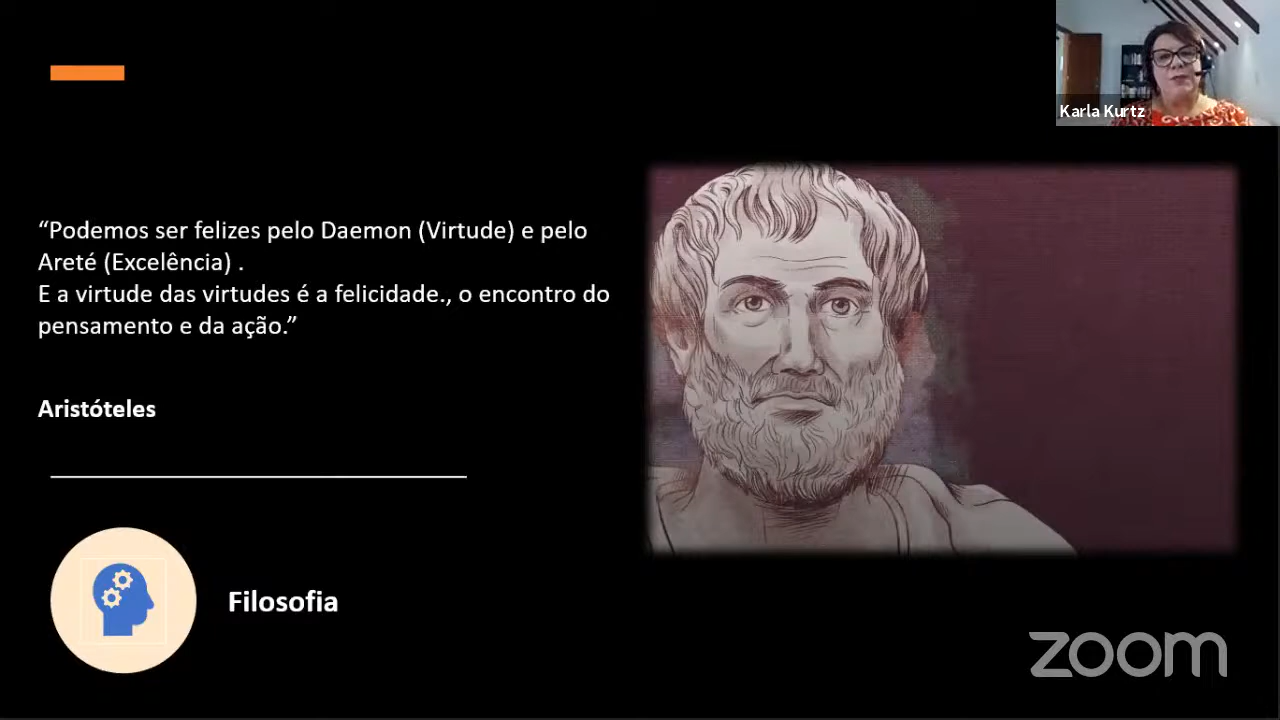 Karla Kurtz
“Podemos ser felizes pelo Daemon (Virtude) e pelo
Areté (Excelência) .
E a virtude das virtudes é a felicidade., o encontro do
pensamento e da ação.”
Aristóteles
Filosofia
zoom